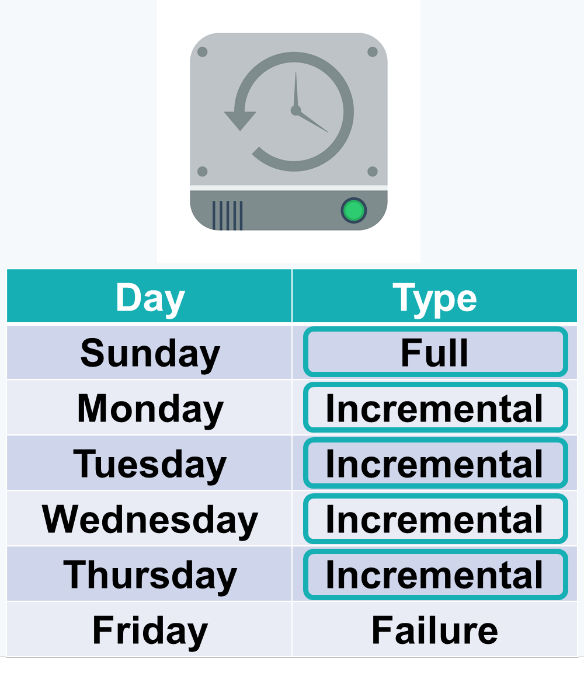 Day Type
Sunday Full
Monday Incremental
Tuesday Incremental
Wednesday Incremental
Thursday Incremental
Friday Failure